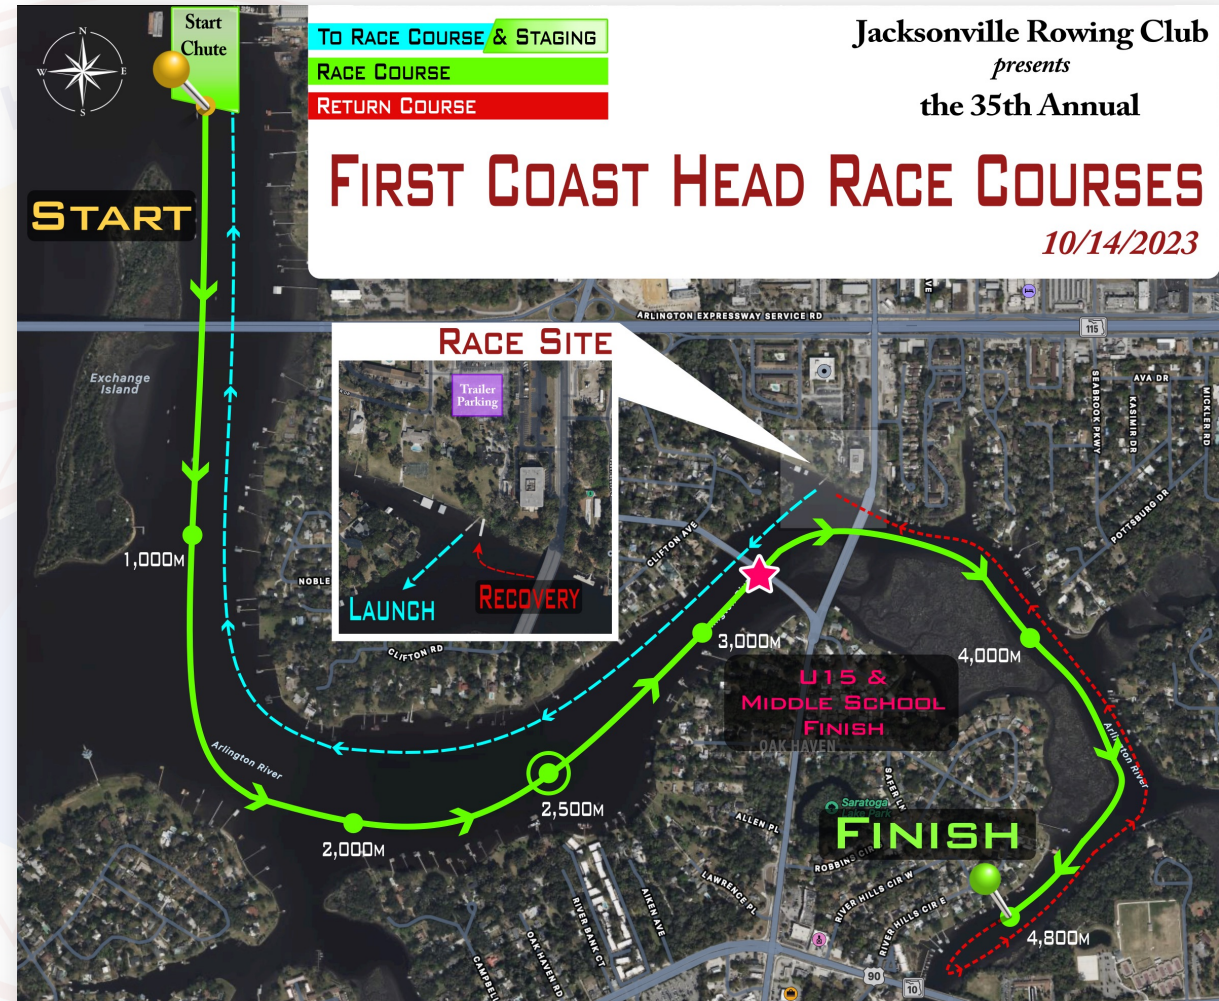 N
W
E
S
Start
Chute
To Race Course & Staging
Race Course
Return Course
Jacksonville Rowing Club
presents
the 35th Annual
First Coast Head Race Courses
10/14/2023
Start
Arlington Expressway Service Rd
115
Exchange
Island
Race Site
Trailer
Parking
Launch
Recovery
AVA DR
SEABROOK PKWY
KASIMIR DR
MICKLER RD
POTTSBURG DR
CLIFTON AVE
1,000m
NOBLE
CLIFTON RD
3,000m
4,000m
U15 &
Middle School
Finish
OAK HAVEN
Arlington River
Arlington River
2,500m
2,000m
SAFER LN
Saratoga
ALLEN PL
Finish
ROBBINS CIR
RIVER HILLS CIR W
RIVER HILLS CIR E
LAWRENCE PL
AIKEN AVE
RIVER BANK CT
OAK HAVEN RD
CAMPBELL
4,800m
90
10